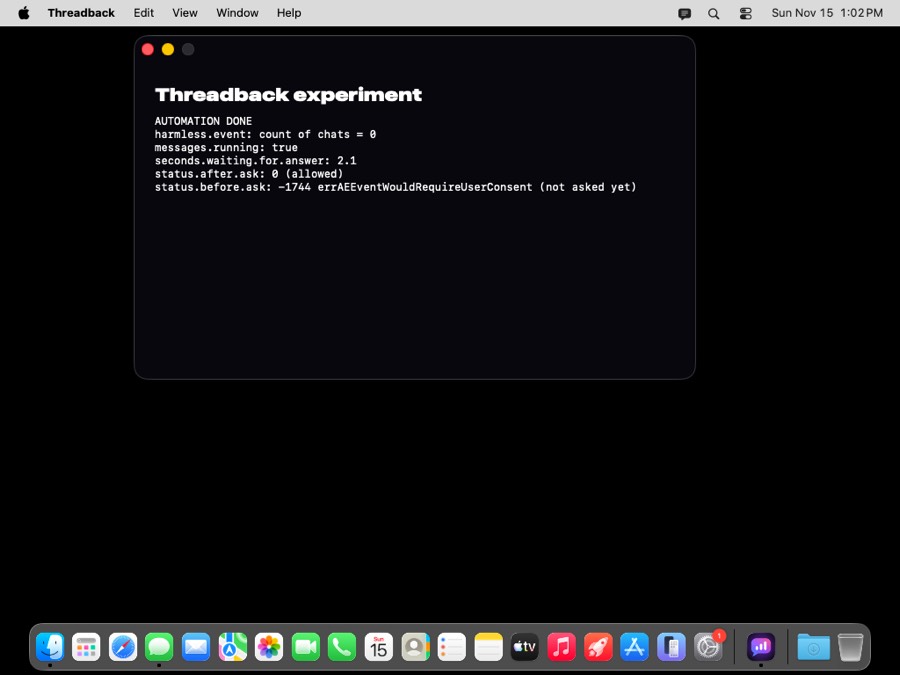 Threadback Edit View Window Help Sun Nov 15 1:02 PM
Threadback experiment
AUTOMATION DONE
harmless.event: count of chats = 0
messages.running: true
seconds.waiting.for.answer: 2.1
status.after.ask: 0 (allowed)
status.before.ask: -1744 errAEEventWouldRequireUserConsent (not asked yet)
Sun
15
tv
1